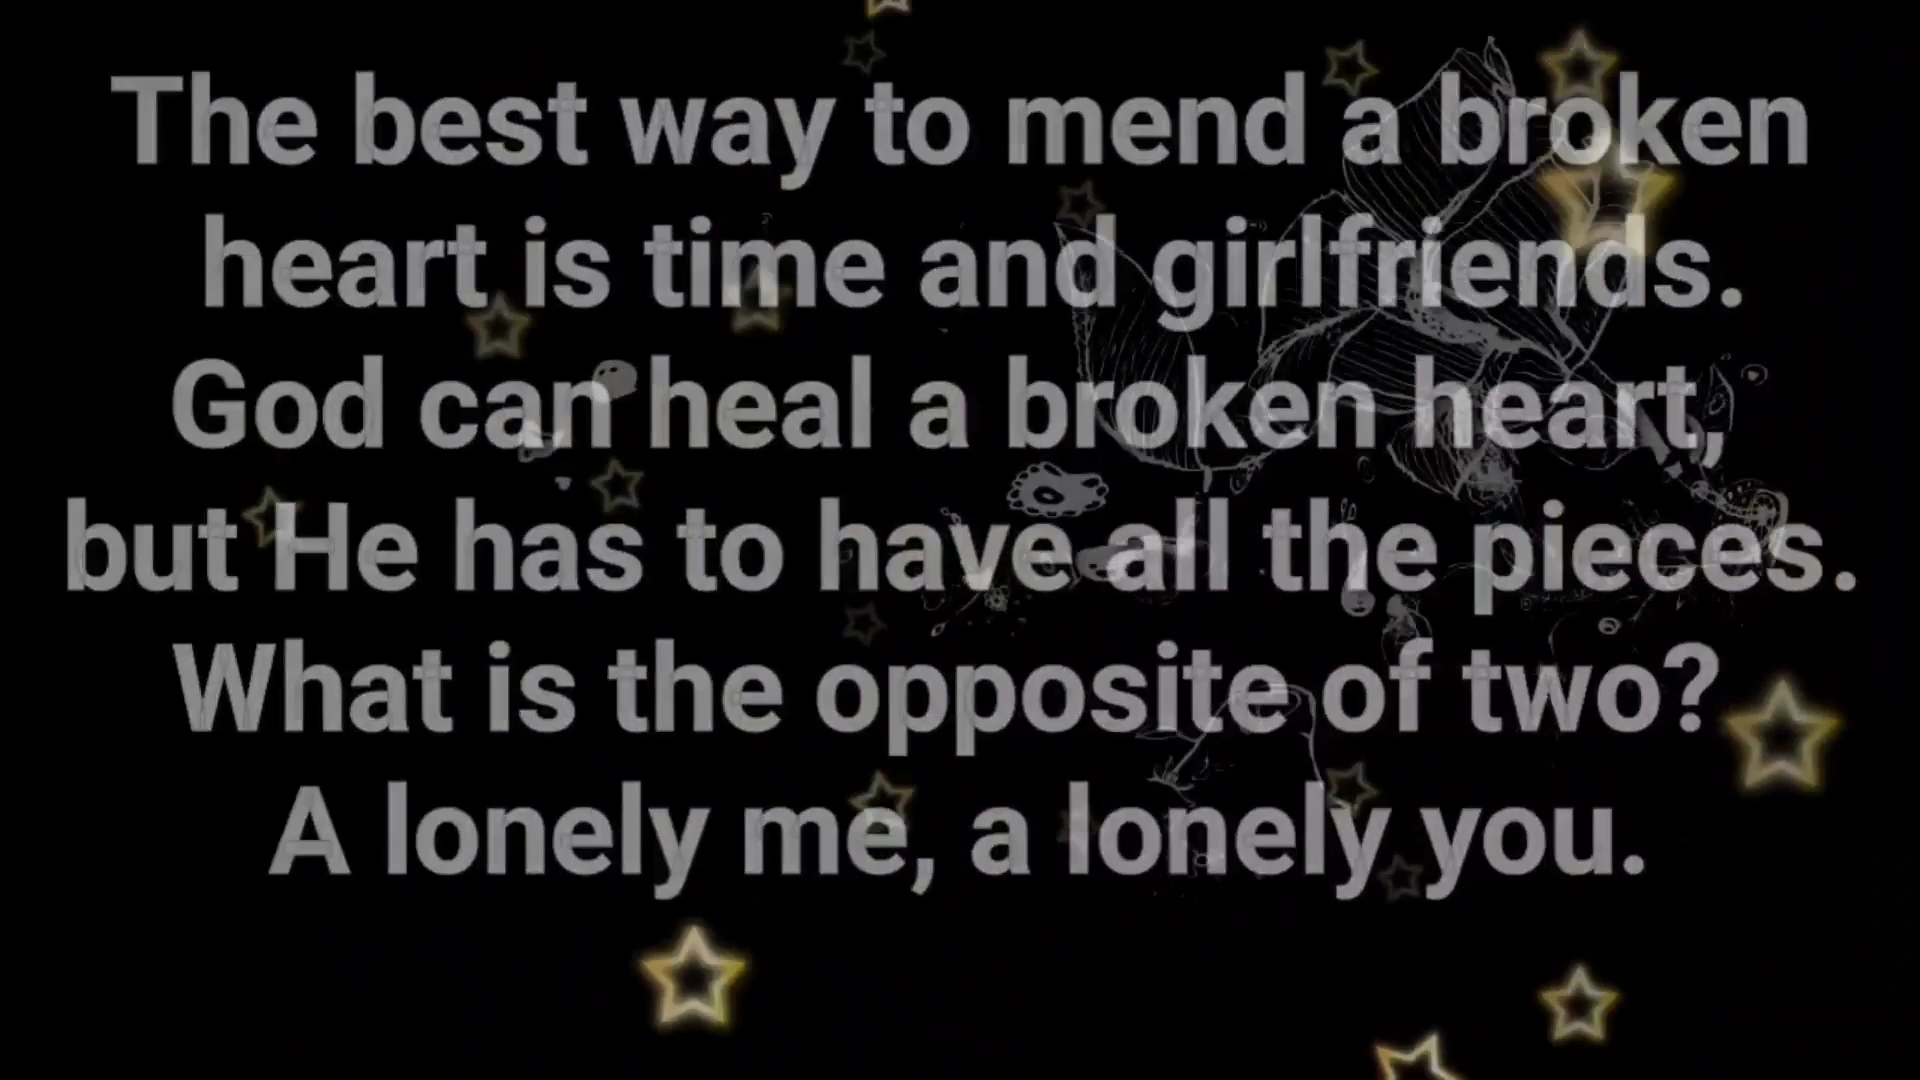 The best way to mend a broken
heart is time and girlfriends.
God can heal a broken heart,
but He has to have all the pieces.
What is the opposite of two?
A lonely me, a lonely you.